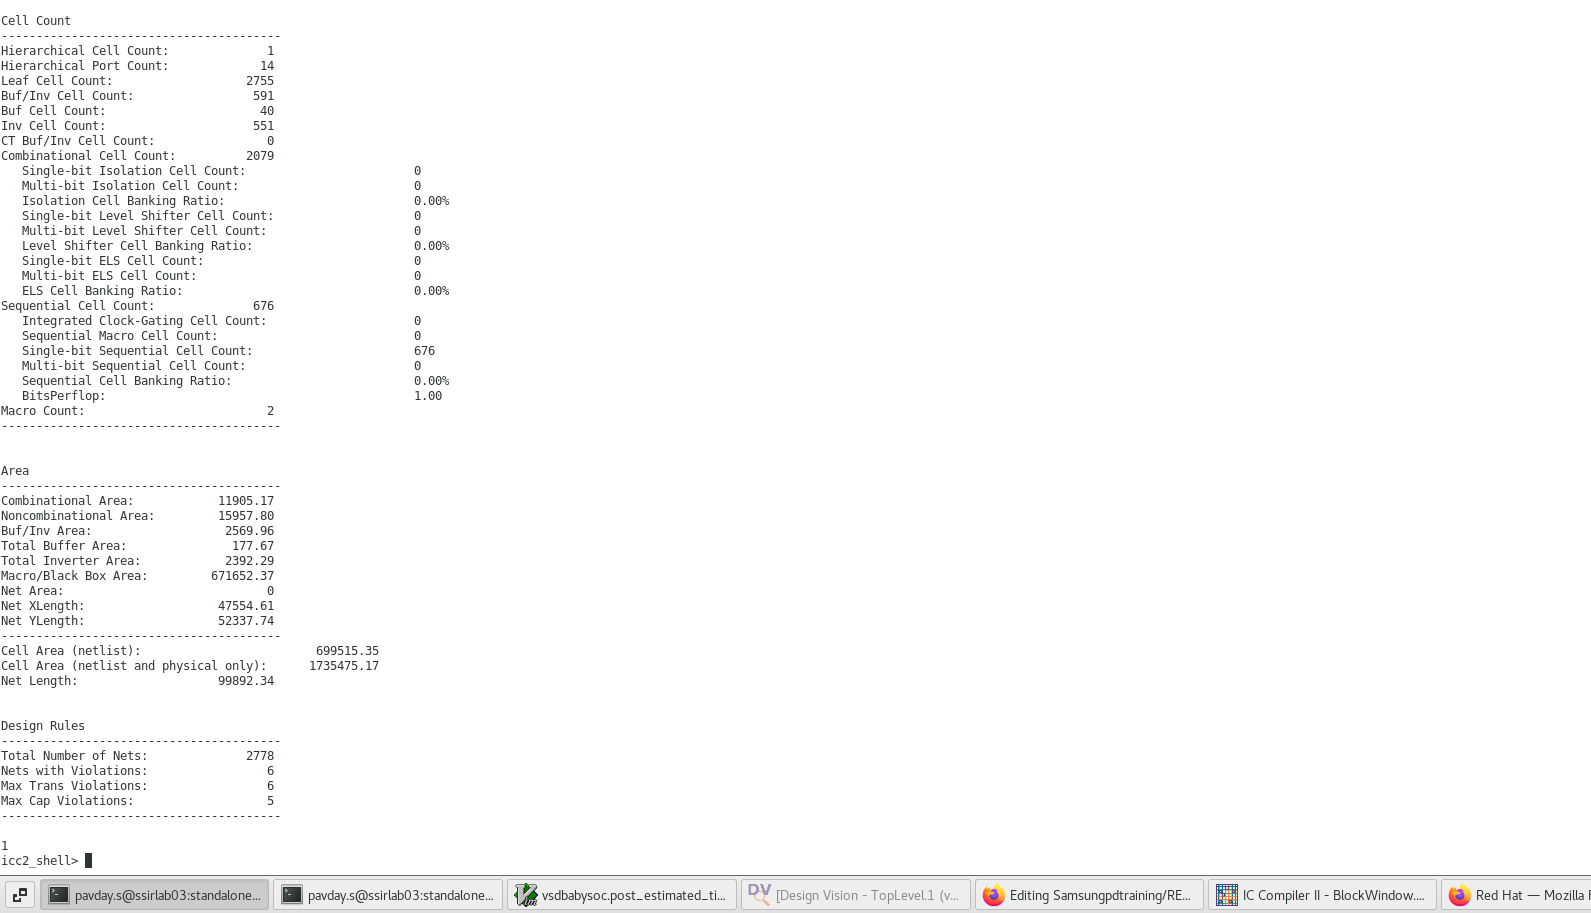 Cell Count
----------------------------------------
Hierarchical Cell Count: 1
Hierarchical Port Count: 14
Leaf Cell Count: 2755
Buf/Inv Cell Count: 591
Buf Cell Count: 40
Inv Cell Count: 551
CT Buf/Inv Cell Count: 0
Combinational Cell Count: 2079
Single-bit Isolation Cell Count: 0
Multi-bit Isolation Cell Count: 0
Isolation Cell Banking Ratio: 0.00%
Single-bit Level Shifter Cell Count: 0
Multi-bit Level Shifter Cell Count: 0
Level Shifter Cell Banking Ratio: 0.00%
Single-bit ELS Cell Count: 0
Multi-bit ELS Cell Count: 0
ELS Cell Banking Ratio: 0.00%
Sequential Cell Count: 676
Integrated Clock-Gating Cell Count: 0
Sequential Macro Cell Count: 0
Single-bit Sequential Cell Count: 676
Multi-bit Sequential Cell Count: 0
Sequential Cell Banking Ratio: 0.00%
BitsPerflop: 1.00
Macro Count: 2
----------------------------------------
Area
----------------------------------------
Combinational Area: 11905.17
Noncombinational Area: 15957.80
Buf/Inv Area: 2569.96
Total Buffer Area: 177.67
Total Inverter Area: 2392.29
Macro/Black Box Area: 671652.37
Net Area: 0
Net XLength: 47554.61
Net YLength: 52337.74
----------------------------------------
Cell Area (netlist): 699515.35
Cell Area (netlist and physical only): 1735475.17
Net Length: 99892.34
Design Rules
----------------------------------------
Total Number of Nets: 2778
Nets with Violations: 6
Max Trans Violations: 6
Max Cap Violations: 5
----------------------------------------
1
icc2_shell>
pavday.s@ssirlab03:standalone... pavday.s@ssirlab03:standalone... vsdbabysoc.post_estimated_ti... DV [Design Vision - TopLevel.1 (v... Editing Samsungpdtraining/RE... IC Compiler II - BlockWindow.... Red Hat — Mozilla F